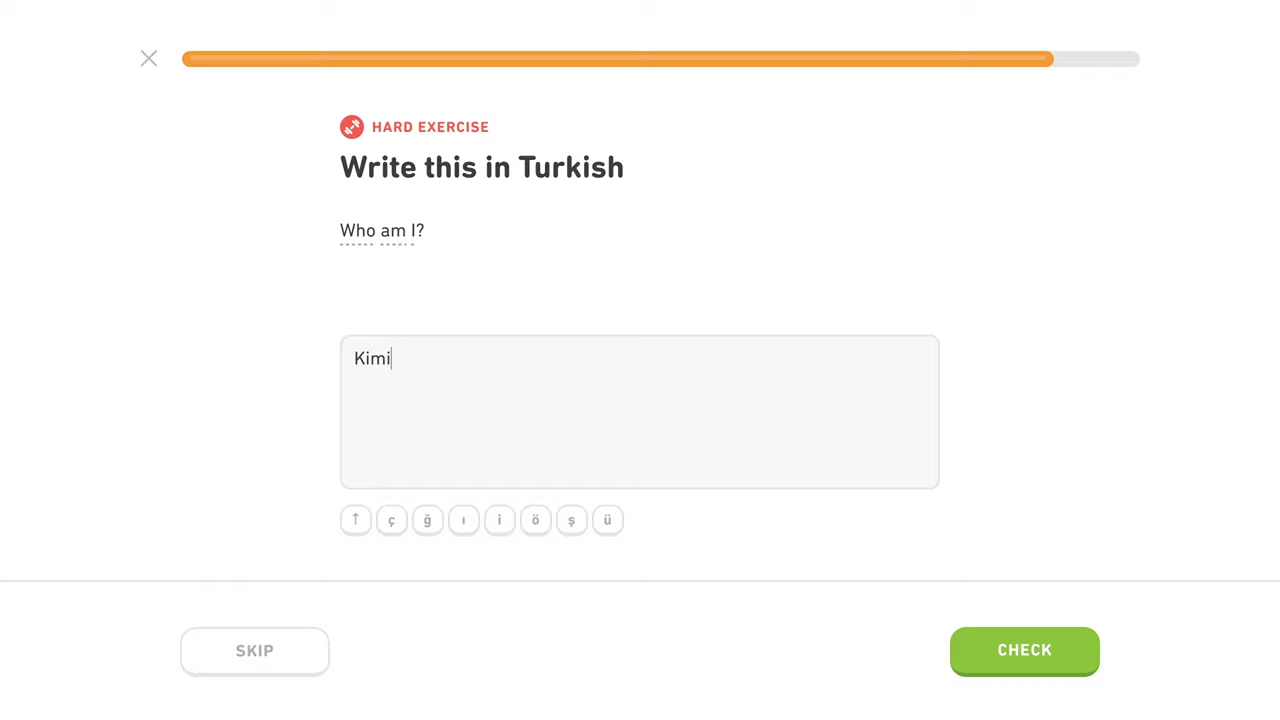 HARD EXERCISE
Write this in Turkish
Who am I?
Kimi
↑ ç ğ ı i ö ş ü
SKIP
CHECK